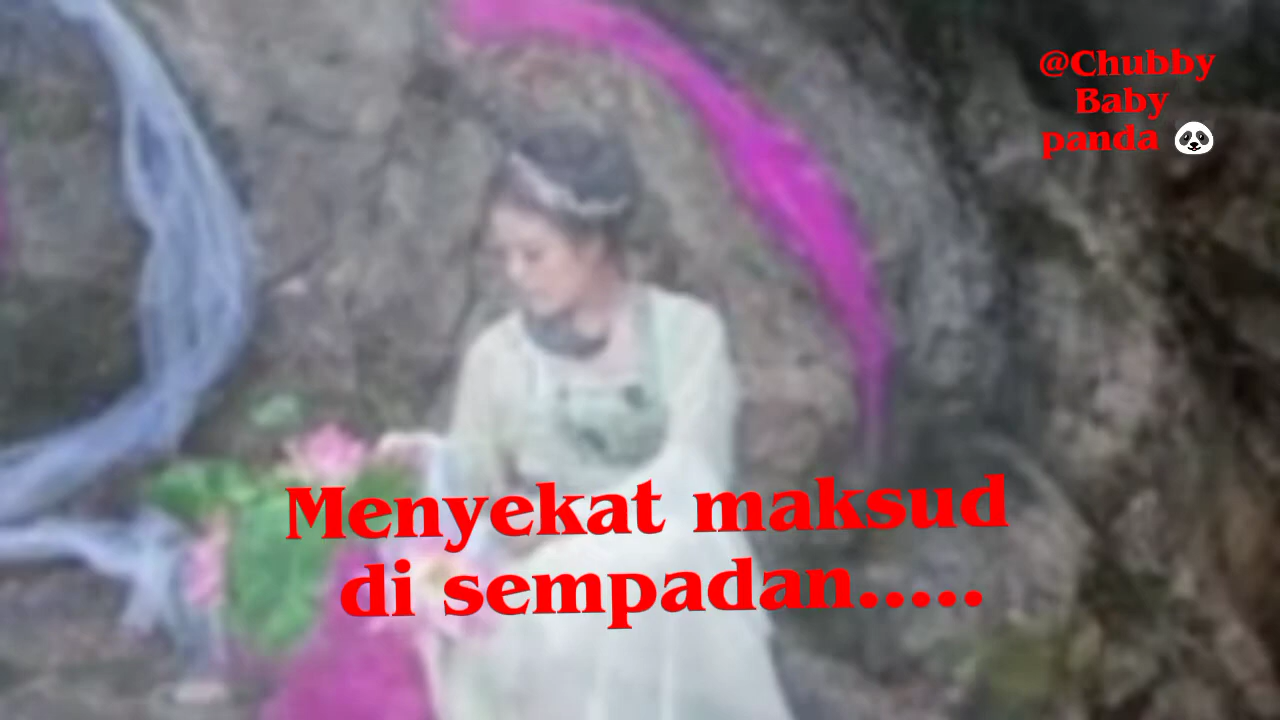 @Chubby
Baby
panda 🐼
Menyekat maksud
di sempadan.....